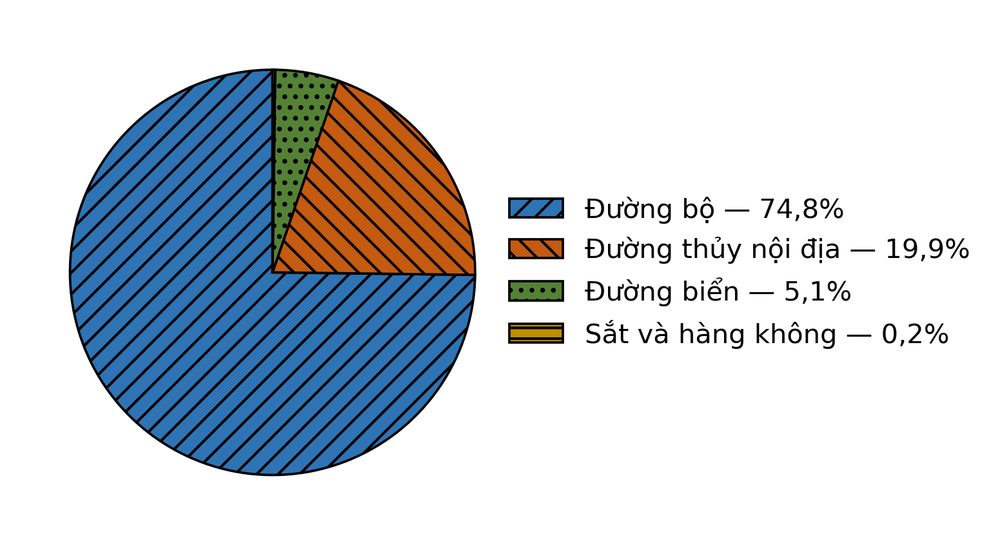 Đường bộ — 74,8%
Đường thủy nội địa — 19,9%
Đường biển — 5,1%
Sắt và hàng không — 0,2%